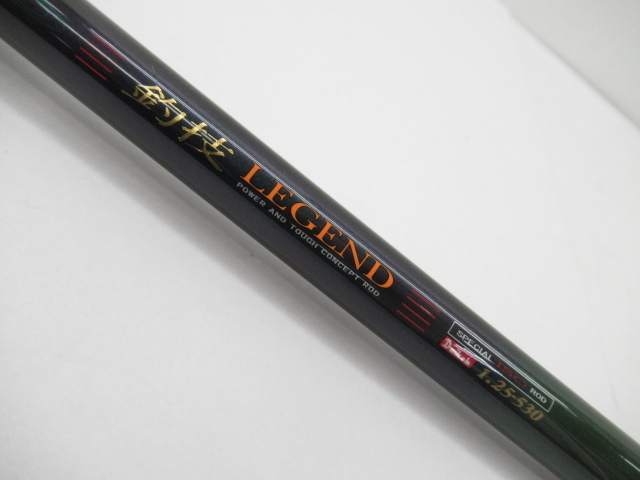 釣技 LEGEND
POWER AND TOUGH CONCEPT ROD
SPECIAL ROD
1.25-530